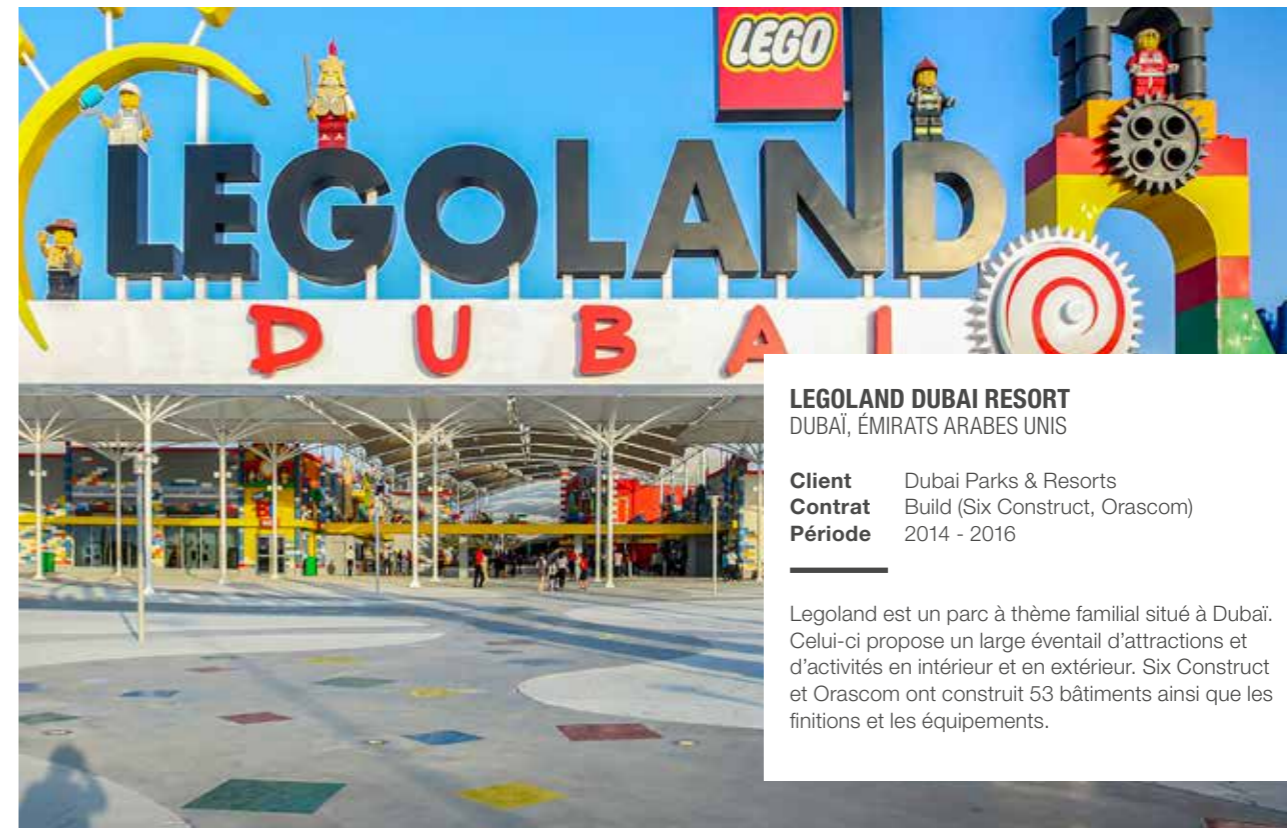 LEGO
LEGOLAND
DUBAI
LEGOLAND DUBAI RESORT
DUBAÏ, ÉMIRATS ARABES UNIS
Client Dubai Parks & Resorts
Contrat Build (Six Construct, Orascom)
Période 2014 - 2016
Legoland est un parc à thème familial situé à Dubaï.
Celui-ci propose un large éventail d’attractions et
d’activités en intérieur et en extérieur. Six Construct
et Orascom ont construit 53 bâtiments ainsi que les
finitions et les équipements.